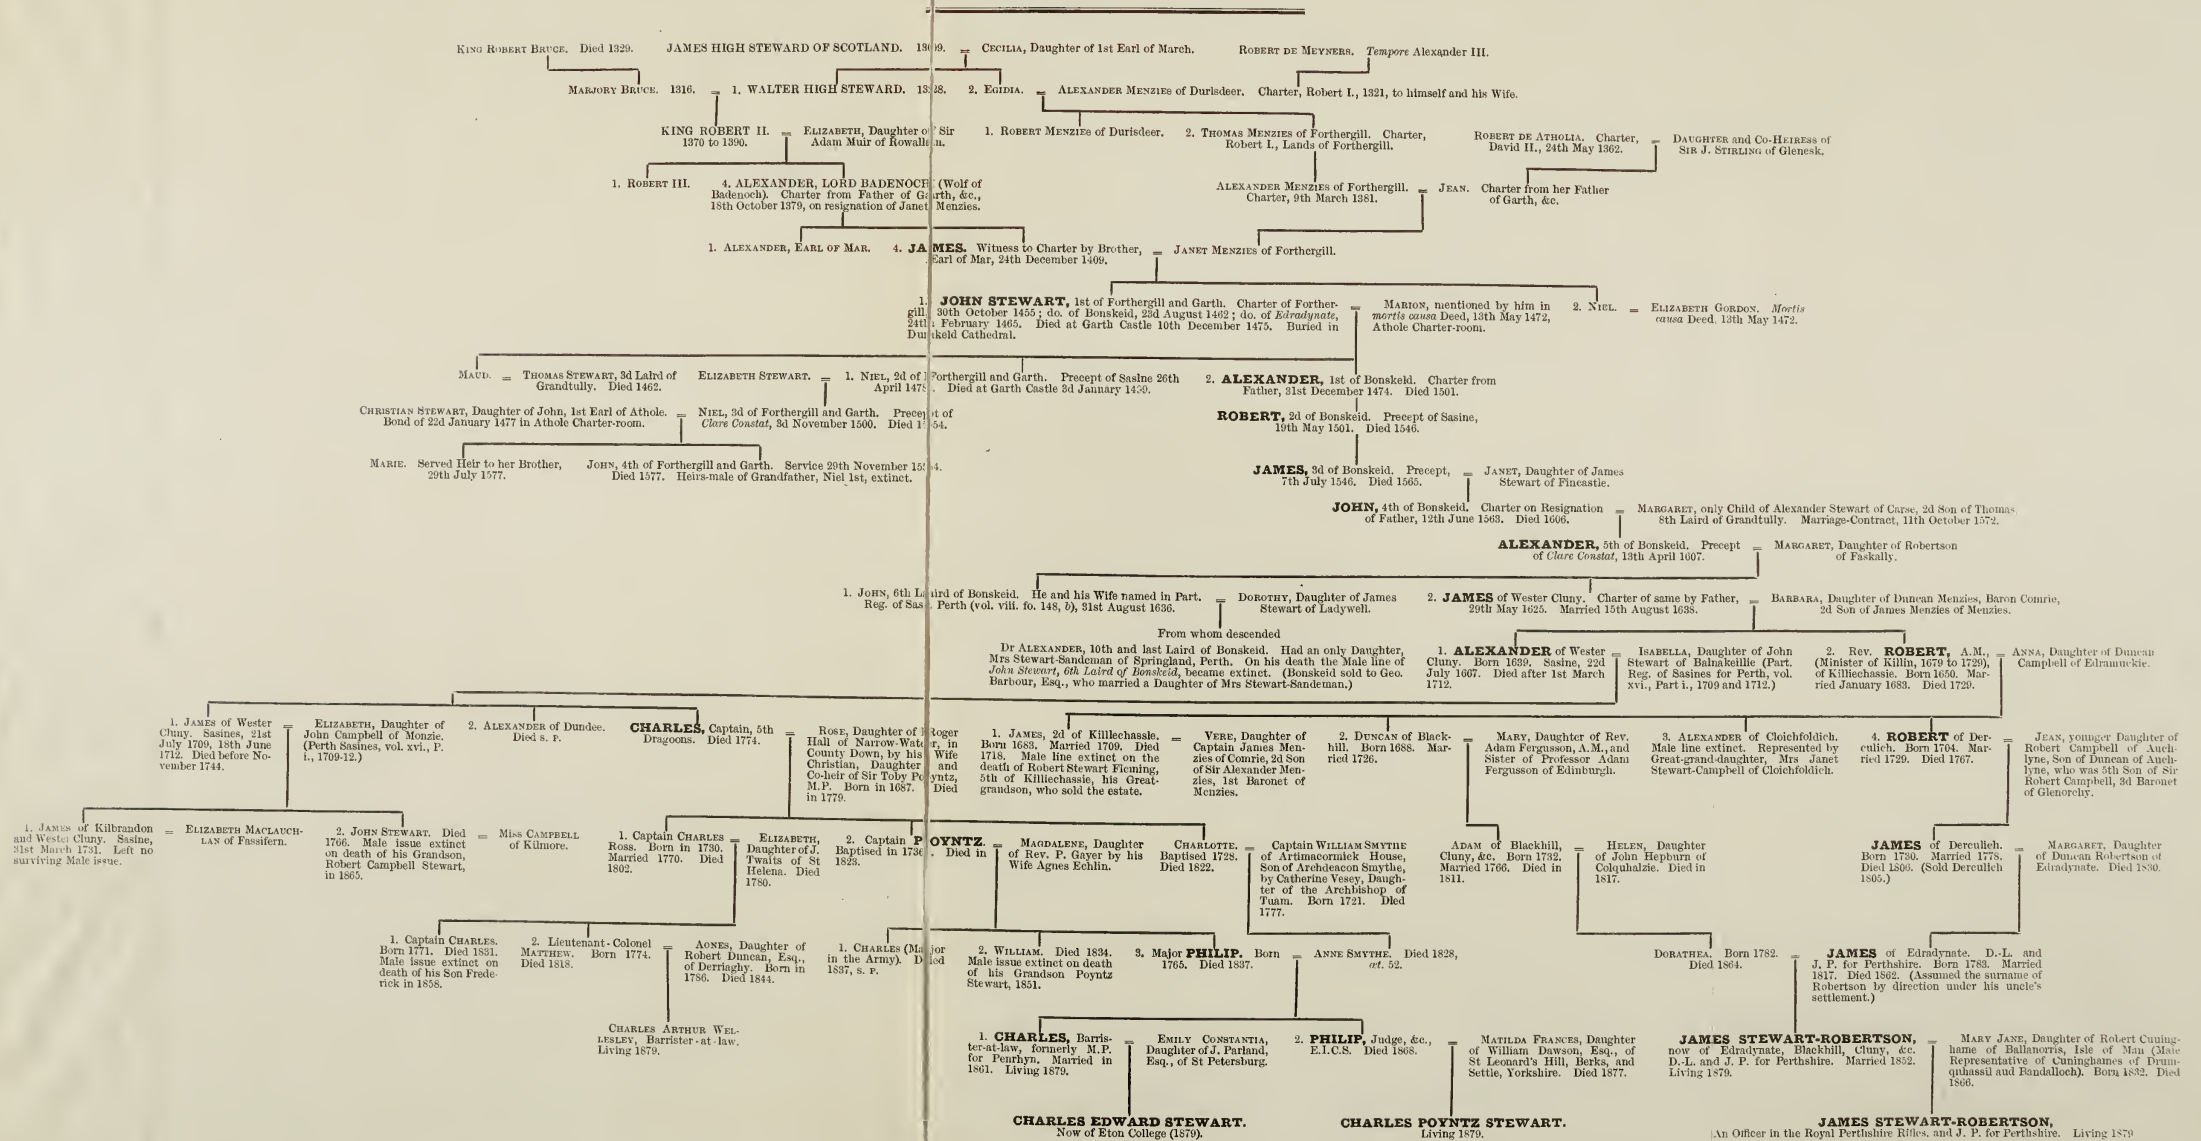 KING ROBERT BRUCE. Died 1329.
JAMES HIGH STEWARD OF SCOTLAND. 1309.
= CECILIA, Daughter of 1st Earl of March.
ROBERT DE MEYNERS. Tempore Alexander III.
MARJORY BRUCE. 1316.
= 1. WALTER HIGH STEWARD. 1328.
2. EGIDIA.
= ALEXANDER MENZIES of Durisdeer. Charter, Robert I., 1321, to himself and his Wife.
KING ROBERT II.
1370 to 1390.
= ELIZABETH, Daughter of Sir
Adam Muir of Rowallan.
1. ROBERT MENZIES of Durisdeer.
2. THOMAS MENZIES of Forthergill. Charter,
Robert I., Lands of Forthergill.
ROBERT DE ATHOLIA. Charter,
David II., 24th May 1362.
= DAUGHTER and Co-HEIRESS of
SIR J. STIRLING of Glenesk.
1. ROBERT III.
4. ALEXANDER, LORD BADENOCH (Wolf of
Badenoch). Charter from Father of Garth, &c.,
18th October 1379, on resignation of Janet Menzies.
ALEXANDER MENZIES of Forthergill.
Charter, 9th March 1381.
= JEAN. Charter from her Father
of Garth, &c.
1. ALEXANDER, EARL OF MAR.
4. JAMES. Witness to Charter by Brother,
Earl of Mar, 24th December 1409.
= JANET MENZIES of Forthergill.
1. JOHN STEWART, 1st of Forthergill and Garth. Charter of Forther-
gill, 30th October 1455; do. of Bonskeid, 23d August 1462; do. of Edradynate,
24th February 1465. Died at Garth Castle 10th December 1475. Buried in
Dunkeld Cathedral.
= MARION, mentioned by him in
mortis causa Deed, 13th May 1472,
Athole Charter-room.
2. NIEL.
= ELIZABETH GORDON. Mortis
causa Deed, 13th May 1472.
MAUD.
= THOMAS STEWART, 3d Laird of
Grandtully. Died 1462.
ELIZABETH STEWART.
= 1. NIEL, 2d of Forthergill and Garth. Precept of Sasine 26th
April 1475. Died at Garth Castle 3d January 1499.
2. ALEXANDER, 1st of Bonskeid. Charter from
Father, 31st December 1474. Died 1501.
CHRISTIAN STEWART, Daughter of John, 1st Earl of Athole.
Bond of 22d January 1477 in Athole Charter-room.
= NIEL, 3d of Forthergill and Garth. Precept of
Clare Constat, 3d November 1500. Died 1554.
ROBERT, 2d of Bonskeid. Precept of Sasine,
19th May 1501. Died 1546.
MARIE. Served Heir to her Brother,
29th July 1577.
JOHN, 4th of Forthergill and Garth. Service 29th November 1554.
Died 1577. Heirs-male of Grandfather, Niel 1st, extinct.
JAMES, 3d of Bonskeid. Precept,
7th July 1546. Died 1565.
= JANET, Daughter of James
Stewart of Fincastle.
JOHN, 4th of Bonskeid. Charter on Resignation
of Father, 12th June 1563. Died 1606.
= MARGARET, only Child of Alexander Stewart of Carse, 2d Son of Thomas
8th Laird of Grandtully. Marriage-Contract, 11th October 1572.
ALEXANDER, 5th of Bonskeid. Precept
of Clare Constat, 13th April 1607.
= MARGARET, Daughter of Robertson
of Faskally.
1. JOHN, 6th Laird of Bonskeid. He and his Wife named in Part.
Reg. of Sas. Perth (vol. viii. fo. 148, b), 31st August 1636.
= DOROTHY, Daughter of James
Stewart of Ladywell.
2. JAMES of Wester Cluny. Charter of same by Father,
29th May 1625. Married 15th August 1638.
= BARBARA, Daughter of Duncan Menzies, Baron Comrie,
2d Son of James Menzies of Menzies.
From whom descended
Dr ALEXANDER, 10th and last Laird of Bonskeid. Had an only Daughter,
Mrs Stewart-Sandeman of Springland, Perth. On his death the Male line of
John Stewart, 6th Laird of Bonskeid, became extinct. (Bonskeid sold to Geo.
Barbour, Esq., who married a Daughter of Mrs Stewart-Sandeman.)
1. ALEXANDER of Wester
Cluny. Born 1639. Sasine, 22d
July 1667. Died after 1st March
1712.
= ISABELLA, Daughter of John
Stewart of Balnakeillie (Part.
Reg. of Sasines for Perth, vol.
xvi., Part i., 1709 and 1712.)
2. Rev. ROBERT, A.M.,
(Minister of Killin, 1679 to 1729),
of Killiechassie. Born 1650. Mar-
ried January 1683. Died 1729.
= ANNA, Daughter of Duncan
Campbell of Edramuckie.
1. JAMES of Wester
Cluny. Sasines, 21st
July 1709, 18th June
1712. Died before No-
vember 1744.
= ELIZABETH, Daughter of
John Campbell of Monzie.
(Perth Sasines, vol. xvi., P.
i., 1709-12.)
2. ALEXANDER of Dundee.
Died s. p.
CHARLES, Captain, 5th
Dragoons. Died 1774.
= ROSE, Daughter of Roger
Hall of Narrow-Water, in
County Down, by his Wife
Christian, Daughter and
Co-heir of Sir Toby Poyntz,
M.P. Born in 1687. Died
in 1779.
1. JAMES, 2d of Killechassie.
Born 1683. Married 1709. Died
1718. Male line extinct on the
death of Robert Stewart Fleming,
5th of Killiechassie, his Great-
grandson, who sold the estate.
= VERE, Daughter of
Captain James Men-
zies of Comrie, 2d Son
of Sir Alexander Men-
zies, 1st Baronet of
Menzies.
2. DUNCAN of Black-
hill. Born 1688. Mar-
ried 1726.
= MARY, Daughter of Rev.
Adam Fergusson, A.M., and
Sister of Professor Adam
Fergusson of Edinburgh.
3. ALEXANDER of Cloichfoldich.
Male line extinct. Represented by
Great-grand-daughter, Mrs Janet
Stewart-Campbell of Cloichfoldich.
4. ROBERT of Der-
culich. Born 1704. Mar-
ried 1729. Died 1767.
= JEAN, younger Daughter of
Robert Campbell of Auch-
lyne, Son of Duncan of Auch-
lyne, who was 5th Son of Sir
Robert Campbell, 3d Baronet
of Glenorchy.
1. JAMES of Kilbrandon
and Wester Cluny. Sasine,
31st March 1731. Left no
surviving Male issue.
= ELIZABETH MACLAUCH-
LAN of Fassifern.
2. JOHN STEWART. Died
1766. Male issue extinct
on death of his Grandson,
Robert Campbell Stewart,
in 1865.
= MISS CAMPBELL
of Kilmore.
1. Captain CHARLES
ROSS. Born in 1730.
Married 1770. Died
1802.
= ELIZABETH,
Daughter of J.
Twaits of St
Helena. Died
1780.
2. Captain POYNTZ.
Baptised in 1736. Died in
1823.
= MAGDALENE, Daughter
of Rev. P. Gayer by his
Wife Agnes Echlin.
CHARLOTTE.
Baptised 1728.
Died 1822.
= Captain WILLIAM SMYTHE
of Artimacormick House,
Son of Archdeacon Smythe,
by Catherine Vesey, Daugh-
ter of the Archbishop of
Tuam. Born 1721. Died
1777.
ADAM of Blackhill,
Cluny, &c. Born 1732.
Married 1766. Died in
1811.
= HELEN, Daughter
of John Hepburn of
Colquhalzie. Died in
1817.
JAMES of Derculich.
Born 1730. Married 1778.
Died 1806. (Sold Derculich
1805.)
= MARGARET, Daughter
of Duncan Robertson of
Edradynate. Died 1830.
1. Captain CHARLES.
Born 1771. Died 1831.
Male issue extinct on
death of his Son Frede-
rick in 1858.
2. Lieutenant-Colonel
MATTHEW. Born 1774.
Died 1818.
= AGNES, Daughter of
Robert Duncan, Esq.,
of Derriaghy. Born in
1786. Died 1844.
1. CHARLES (Major
in the Army). Died
1837, s. p.
2. WILLIAM. Died 1834.
Male issue extinct on death
of his Grandson Poyntz
Stewart, 1851.
3. Major PHILIP. Born
1765. Died 1837.
= ANNE SMYTHE. Died 1828,
æt. 52.
DORATHEA. Born 1782.
Died 1864.
= JAMES of Edradynate. D.-L. and
J. P. for Perthshire. Born 1783. Married
1817. Died 1862. (Assumed the surname of
Robertson by direction under his uncle's
settlement.)
CHARLES ARTHUR WEL-
LESLEY, Barrister-at-law.
Living 1879.
1. CHARLES, Barris-
ter-at-law, formerly M.P.
for Penrhyn. Married in
1861. Living 1879.
= EMILY CONSTANTIA,
Daughter of J. Parland,
Esq., of St Petersburg.
2. PHILIP, Judge, &c.,
E.I.C.S. Died 1868.
= MATILDA FRANCES, Daughter
of William Dawson, Esq., of
St Leonard's Hill, Berks, and
Settle, Yorkshire. Died 1877.
JAMES STEWART-ROBERTSON,
now of Edradynate, Blackhill, Cluny, &c.
D.-L. and J. P. for Perthshire. Married 1852.
Living 1879.
= MARY JANE, Daughter of Robert Cuning-
hame of Ballanorris, Isle of Man (Male
Representative of Cuninghames of Drum-
quhassil and Bandalloch). Born 1832. Died
1866.
CHARLES EDWARD STEWART.
Now of Eton College (1879).
CHARLES POYNTZ STEWART.
Living 1879.
JAMES STEWART-ROBERTSON,
An Officer in the Royal Perthshire Rifles, and J. P. for Perthshire. Living 1879